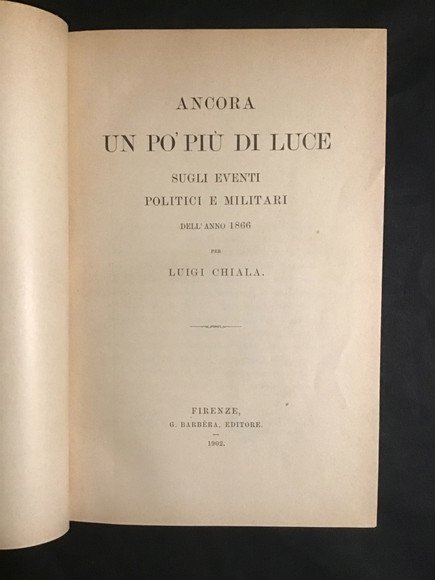 ANCORA
UN PO' PIÙ DI LUCE
SUGLI EVENTI
POLITICI E MILITARI
DELL'ANNO 1866
PER
LUIGI CHIALA.
FIRENZE,
G. BARBÈRA, EDITORE.
—
1902.